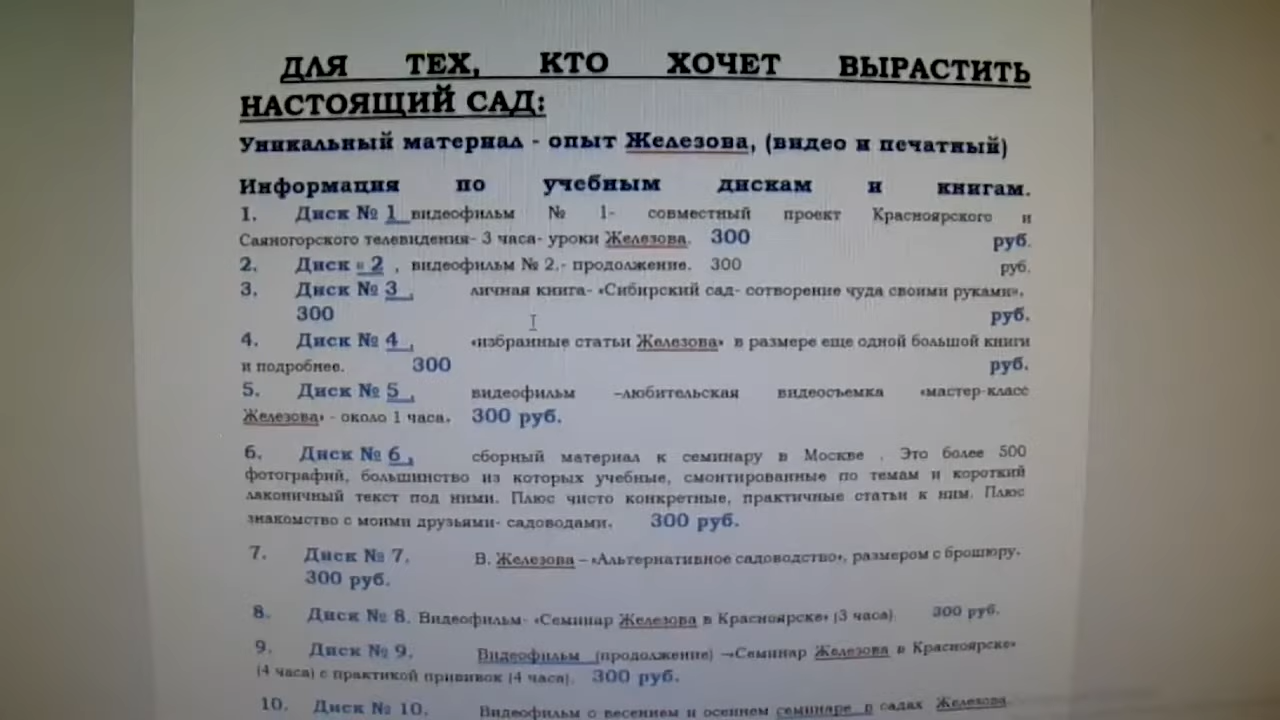 ДЛЯ ТЕХ, КТО ХОЧЕТ ВЫРАСТИТЬ
НАСТОЯЩИЙ САД:
Уникальный материал - опыт Железова, (видео и печатный)
Информация по учебным дискам и книгам.
1. Диск № 1 видеофильм № 1- совместный проект Красноярского и
Саяногорского телевидения- 3 часа- уроки Железова. 300 руб.
2. Диск № 2 , видеофильм № 2,- продолжение. 300 руб.
3. Диск № 3 , личная книга- «Сибирский сад- сотворение чуда своими руками».
300 руб.
4. Диск № 4 , «избранные статьи Железова» в размере еще одной большой книги
и подробнее. 300 руб.
5. Диск № 5 , видеофильм –любительская видеосъемка «мастер-класс
Железова» - около 1 часа. 300 руб.
6. Диск № 6 , сборный материал к семинару в Москве . Это более 500
фотографий, большинство из которых учебные, смонтированные по темам и короткий
лаконичный текст под ними. Плюс чисто конкретные, практичные статьи к ним. Плюс
знакомство с моими друзьями- садоводами. 300 руб.
7. Диск № 7. В. Железова – «Альтернативное садоводство», размером с брошюру.
300 руб.
8. Диск № 8. Видеофильм- «Семинар Железова в Красноярске» (3 часа) 300 руб.
9. Диск № 9. Видеофильм (продолжение) –«Семинар Железова в Красноярске»
(4 часа) с практикой прививок (4 часа). 300 руб.
10. Диск № 10. Видеофильм о весеннем и осеннем семинаре в садах Железова